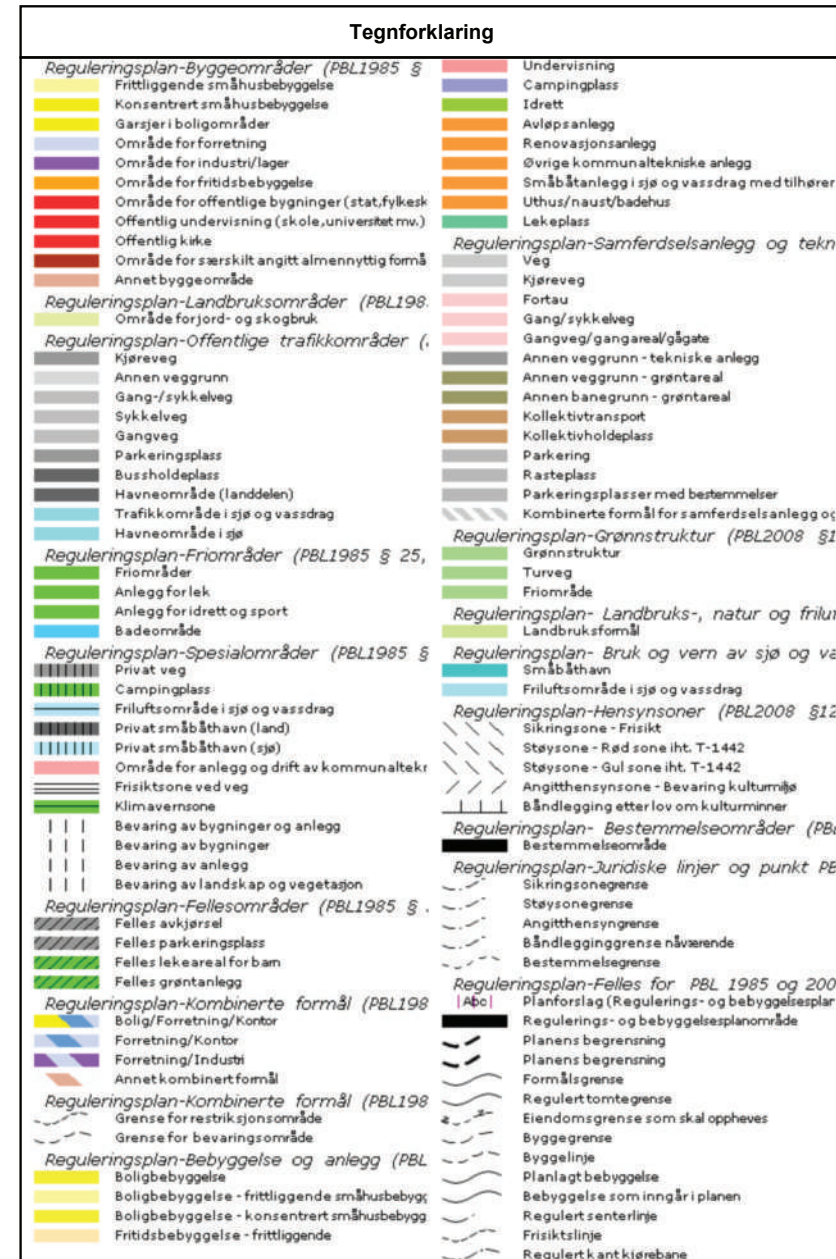 Tegnforklaring
Reguleringsplan-Byggeområder (PBL1985 §
Frittliggende småhusbebyggelse
Konsentrert småhusbebyggelse
Garsjer i boligområder
Område for forretning
Område for industri/lager
Område for fritidsbebyggelse
Område for offentlige bygninger (stat,fylkesk
Offentlig undervisning (skole,universitet mv.)
Offentlig kirke
Område for særskilt angitt almennyttig formå
Annet byggeområde
Reguleringsplan-Landbruksområder (PBL198
Område for jord- og skogbruk
Reguleringsplan-Offentlige trafikkområder (
Kjøreveg
Annen veggrunn
Gang-/sykkelveg
Sykkelveg
Gangveg
Parkeringsplass
Bussholdeplass
Havneområde (landdelen)
Trafikkområde i sjø og vassdrag
Havneområde i sjø
Reguleringsplan-Friområder (PBL1985 § 25,
Friområder
Anlegg for lek
Anlegg for idrett og sport
Badeområde
Reguleringsplan-Spesialområder (PBL1985 §
Privat veg
Campingplass
Friluftsområde i sjø og vassdrag
Privat småbåthavn (land)
Privat småbåthavn (sjø)
Område for anlegg og drift av kommunaltekr
Frisiktsone ved veg
Klimavernsone
Bevaring av bygninger og anlegg
Bevaring av bygninger
Bevaring av anlegg
Bevaring av landskap og vegetasjon
Reguleringsplan-Fellesområder (PBL1985 §
Felles avkjørsel
Felles parkeringsplass
Felles lekeareal for barn
Felles grøntanlegg
Reguleringsplan-Kombinerte formål (PBL198
Bolig/Forretning/Kontor
Forretning/Kontor
Forretning/Industri
Annet kombinert formål
Reguleringsplan-Kombinerte formål (PBL198
Grense for restriksjonsområde
Grense for bevaringsområde
Reguleringsplan-Bebyggelse og anlegg (PBL
Boligbebyggelse
Boligbebyggelse - frittliggende småhusbebygg
Boligbebyggelse - konsentrert småhusbebygg
Fritidsbebyggelse - frittliggende
Undervisning
Campingplass
Idrett
Avløpsanlegg
Renovasjonsanlegg
Øvrige kommunaltekniske anlegg
Småbåtanlegg i sjø og vassdrag med tilhører
Uthus/naust/badehus
Lekeplass
Reguleringsplan-Samferdselsanlegg og tekn
Veg
Kjøreveg
Fortau
Gang/sykkelveg
Gangveg/gangareal/gågate
Annen veggrunn - tekniske anlegg
Annen veggrunn - grøntareal
Annen banegrunn - grøntareal
Kollektivtransport
Kollektivholdeplass
Parkering
Rasteplass
Parkeringsplasser med bestemmelser
Kombinerte formål for samferdselsanlegg og
Reguleringsplan-Grønnstruktur (PBL2008 §1
Grønnstruktur
Turveg
Friområde
Reguleringsplan- Landbruks-, natur og friluf
Landbruksformål
Reguleringsplan- Bruk og vern av sjø og va
Småbåthavn
Friluftsområde i sjø og vassdrag
Reguleringsplan-Hensynsoner (PBL2008 §12
Sikringsone - Frisikt
Støysone - Rød sone iht. T-1442
Støysone - Gul sone iht. T-1442
Angitthensynsone - Bevaring kulturmiljø
Båndlegging etter lov om kulturminner
Reguleringsplan- Bestemmelseområder (PBL
Bestemmelseområde
Reguleringsplan-Juridiske linjer og punkt PB
Sikringsonegrense
Støysonegrense
Angitthensyngrense
Båndlegginggrense nåværende
Bestemmelsegrense
Reguleringsplan-Felles for PBL 1985 og 200
Abc Planforslag (Regulerings- og bebyggelsesplar
Regulerings- og bebyggelsesplanområde
Planens begrensning
Planens begrensning
Formålsgrense
Regulert tomtegrense
Eiendomsgrense som skal oppheves
Byggegrense
Byggelinje
Planlagt bebyggelse
Bebyggelse som inngår i planen
Regulert senterlinje
Frisiktslinje
Regulert kant kjørebane